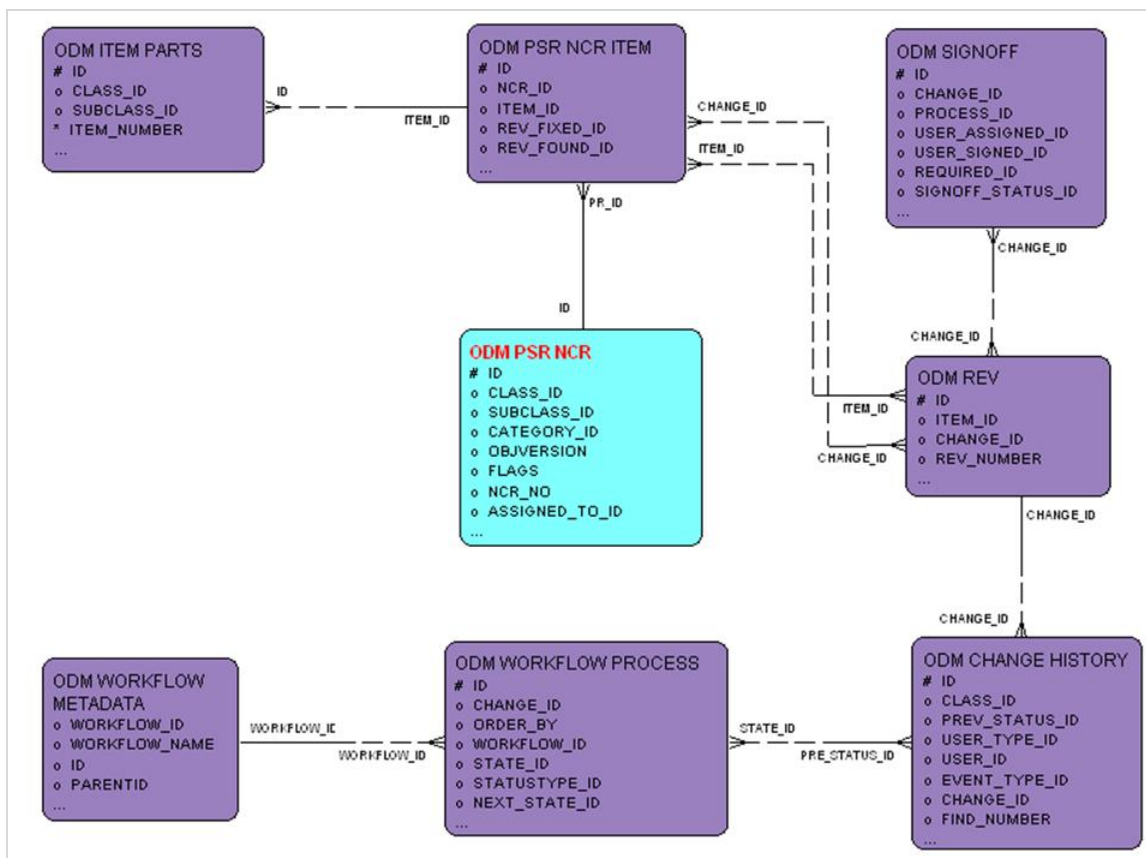 ODM ITEM PARTS
# ID
o CLASS_ID
o SUBCLASS_ID
* ITEM_NUMBER
...
ID
ITEM_ID
ODM PSR NCR ITEM
# ID
o NCR_ID
o ITEM_ID
o REV_FIXED_ID
o REV_FOUND_ID
...
CHANGE_ID
ITEM_ID
ODM SIGNOFF
# ID
o CHANGE_ID
o PROCESS_ID
o USER_ASSIGNED_ID
o USER_SIGNED_ID
o REQUIRED_ID
o SIGNOFF_STATUS_ID
...
PR_ID
ID
CHANGE_ID
CHANGE_ID
ODM PSR NCR
# ID
o CLASS_ID
o SUBCLASS_ID
o CATEGORY_ID
o OBJVERSION
o FLAGS
o NCR_NO
o ASSIGNED_TO_ID
...
ITEM_ID
CHANGE_ID
ODM REV
# ID
o ITEM_ID
o CHANGE_ID
o REV_NUMBER
...
CHANGE_ID
CHANGE_ID
ODM WORKFLOW
METADATA
o WORKFLOW_ID
o WORKFLOW_NAME
o ID
o PARENTID
...
WORKFLOW_ID
WORKFLOW_ID
ODM WORKFLOW PROCESS
# ID
o CHANGE_ID
o ORDER_BY
o WORKFLOW_ID
o STATE_ID
o STATUSTYPE_ID
o NEXT_STATE_ID
...
STATE_ID
PRE_STATUS_ID
ODM CHANGE HISTORY
# ID
o CLASS_ID
o PREV_STATUS_ID
o USER_TYPE_ID
o USER_ID
o EVENT_TYPE_ID
o CHANGE_ID
o FIND_NUMBER
...